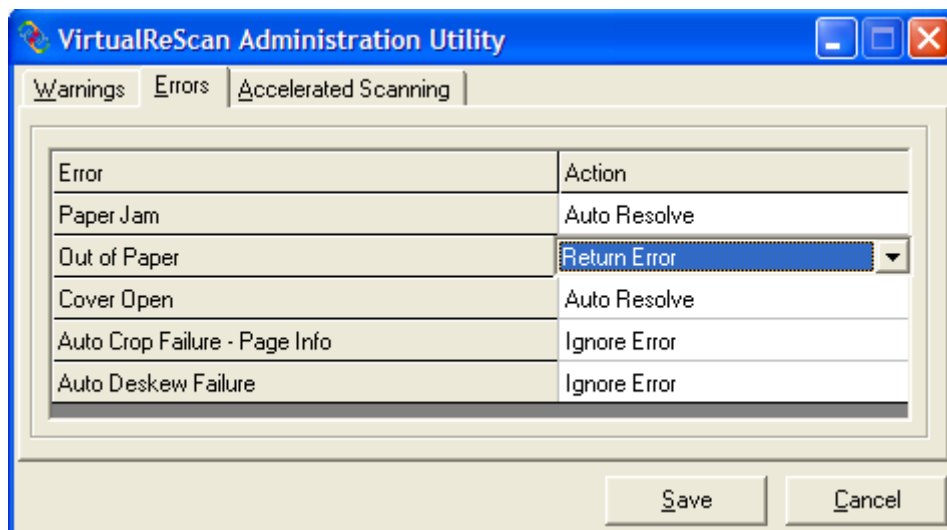 VirtualReScan Administration Utility
Warnings Errors Accelerated Scanning
Error Action
Paper Jam Auto Resolve
Out of Paper Return Error
Cover Open Auto Resolve
Auto Crop Failure - Page Info Ignore Error
Auto Deskew Failure Ignore Error
Save Cancel